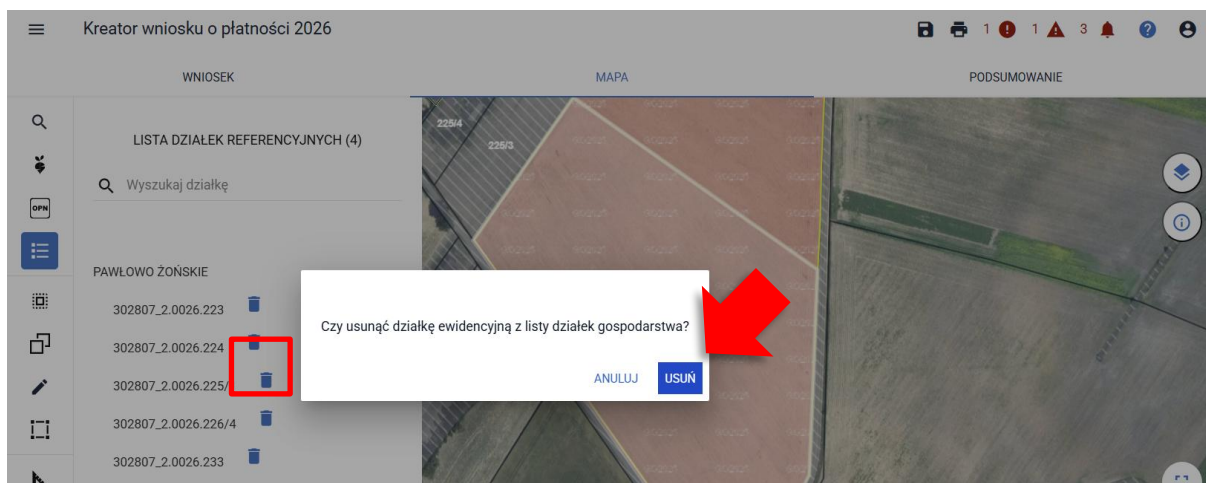 Kreator wniosku o płatności 2026
1 1 3
WNIOSEK
MAPA
PODSUMOWANIE
LISTA DZIAŁEK REFERENCYJNYCH (4)
Wyszukaj działkę
OPN
PAWŁOWO ŻOŃSKIE
302807_2.0026.223
302807_2.0026.224
302807_2.0026.225/
302807_2.0026.226/4
302807_2.0026.233
225/4
225/3
Czy usunąć działkę ewidencyjną z listy działek gospodarstwa?
ANULUJ
USUŃ